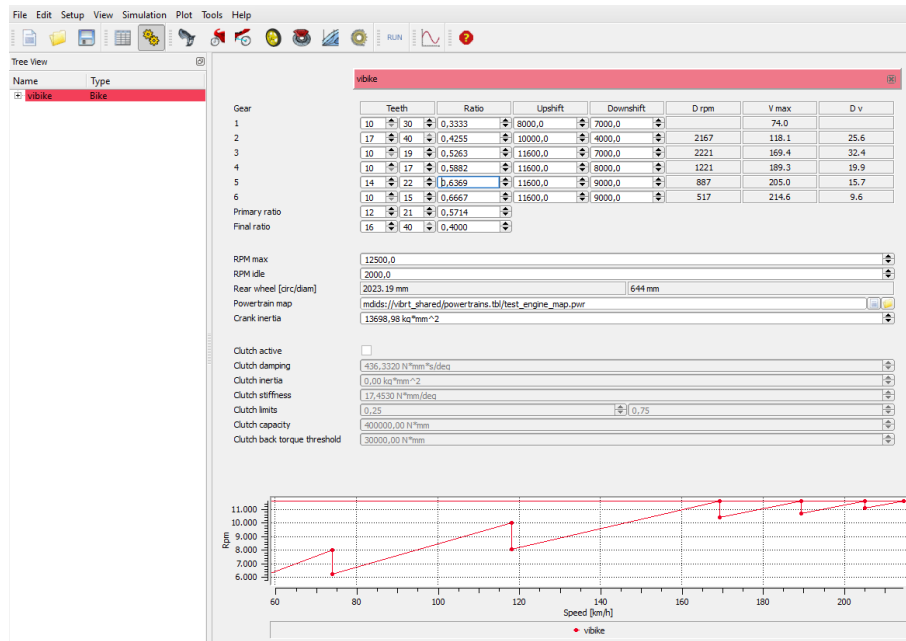 File Edit Setup View Simulation Plot Tools Help
RUN
Tree View
Name Type
vibike Bike
vibike
Gear Teeth Ratio Upshift Downshift D rpm V max D v
1 10 30 0,3333 8000,0 7000,0 74.0
2 17 40 0,4255 10000,0 4000,0 2167 118.1 25.6
3 10 19 0,5263 11600,0 7000,0 2221 169.4 32.4
4 10 17 0,5882 11600,0 8000,0 1221 189.3 19.9
5 14 22 0,6369 11600,0 9000,0 887 205.0 15.7
6 10 15 0,6667 11600,0 9000,0 517 214.6 9.6
Primary ratio 12 21 0,5714
Final ratio 16 40 0,4000
RPM max 12500,0
RPM idle 2000,0
Rear wheel [circ/diam] 2023.19 mm 644 mm
Powertrain map mdids://vibrt_shared/powertrains.tbl/test_engine_map.pwr
Crank inertia 13698,98 kg*mm^2
Clutch active
Clutch damping 436,3320 N*mm*s/deg
Clutch inertia 0,00 kg*mm^2
Clutch stiffness 17,4530 N*mm/deg
Clutch limits 0,25 0,75
Clutch capacity 400000,00 N*mm
Clutch back torque threshold 30000,00 N*mm
11.000
10.000
9.000
8.000
7.000
6.000
Rpm
60 80 100 120 140 160 180 200
Speed [km/h]
vibike